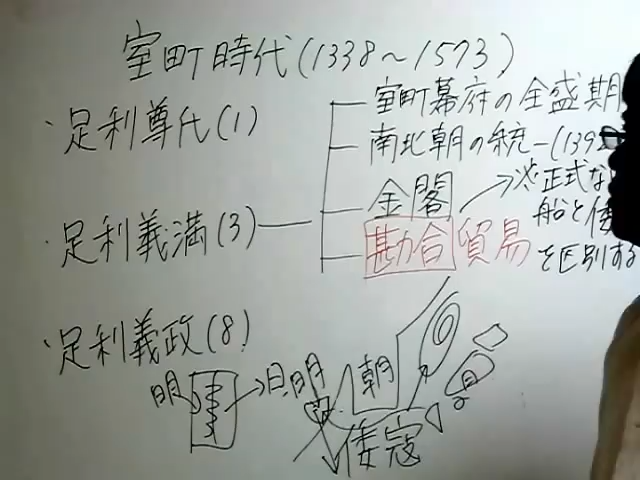 室町時代(1338～1573)
・足利尊代(1)
室町幕府の全盛期
南北朝の統一(1392
・足利義満(3)
金閣
※正式な
船と倭
を区別する
勘合貿易
・足利義政(8)
明
日明
朝
日
倭寇